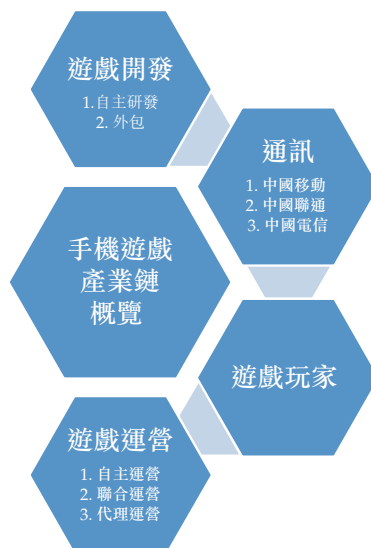 遊戲開發
1.自主研發
2. 外包
通訊
1. 中國移動
2. 中國聯通
3. 中國電信
手機遊戲
產業鏈
概覽
遊戲玩家
遊戲運營
1. 自主運營
2. 聯合運營
3. 代理運營